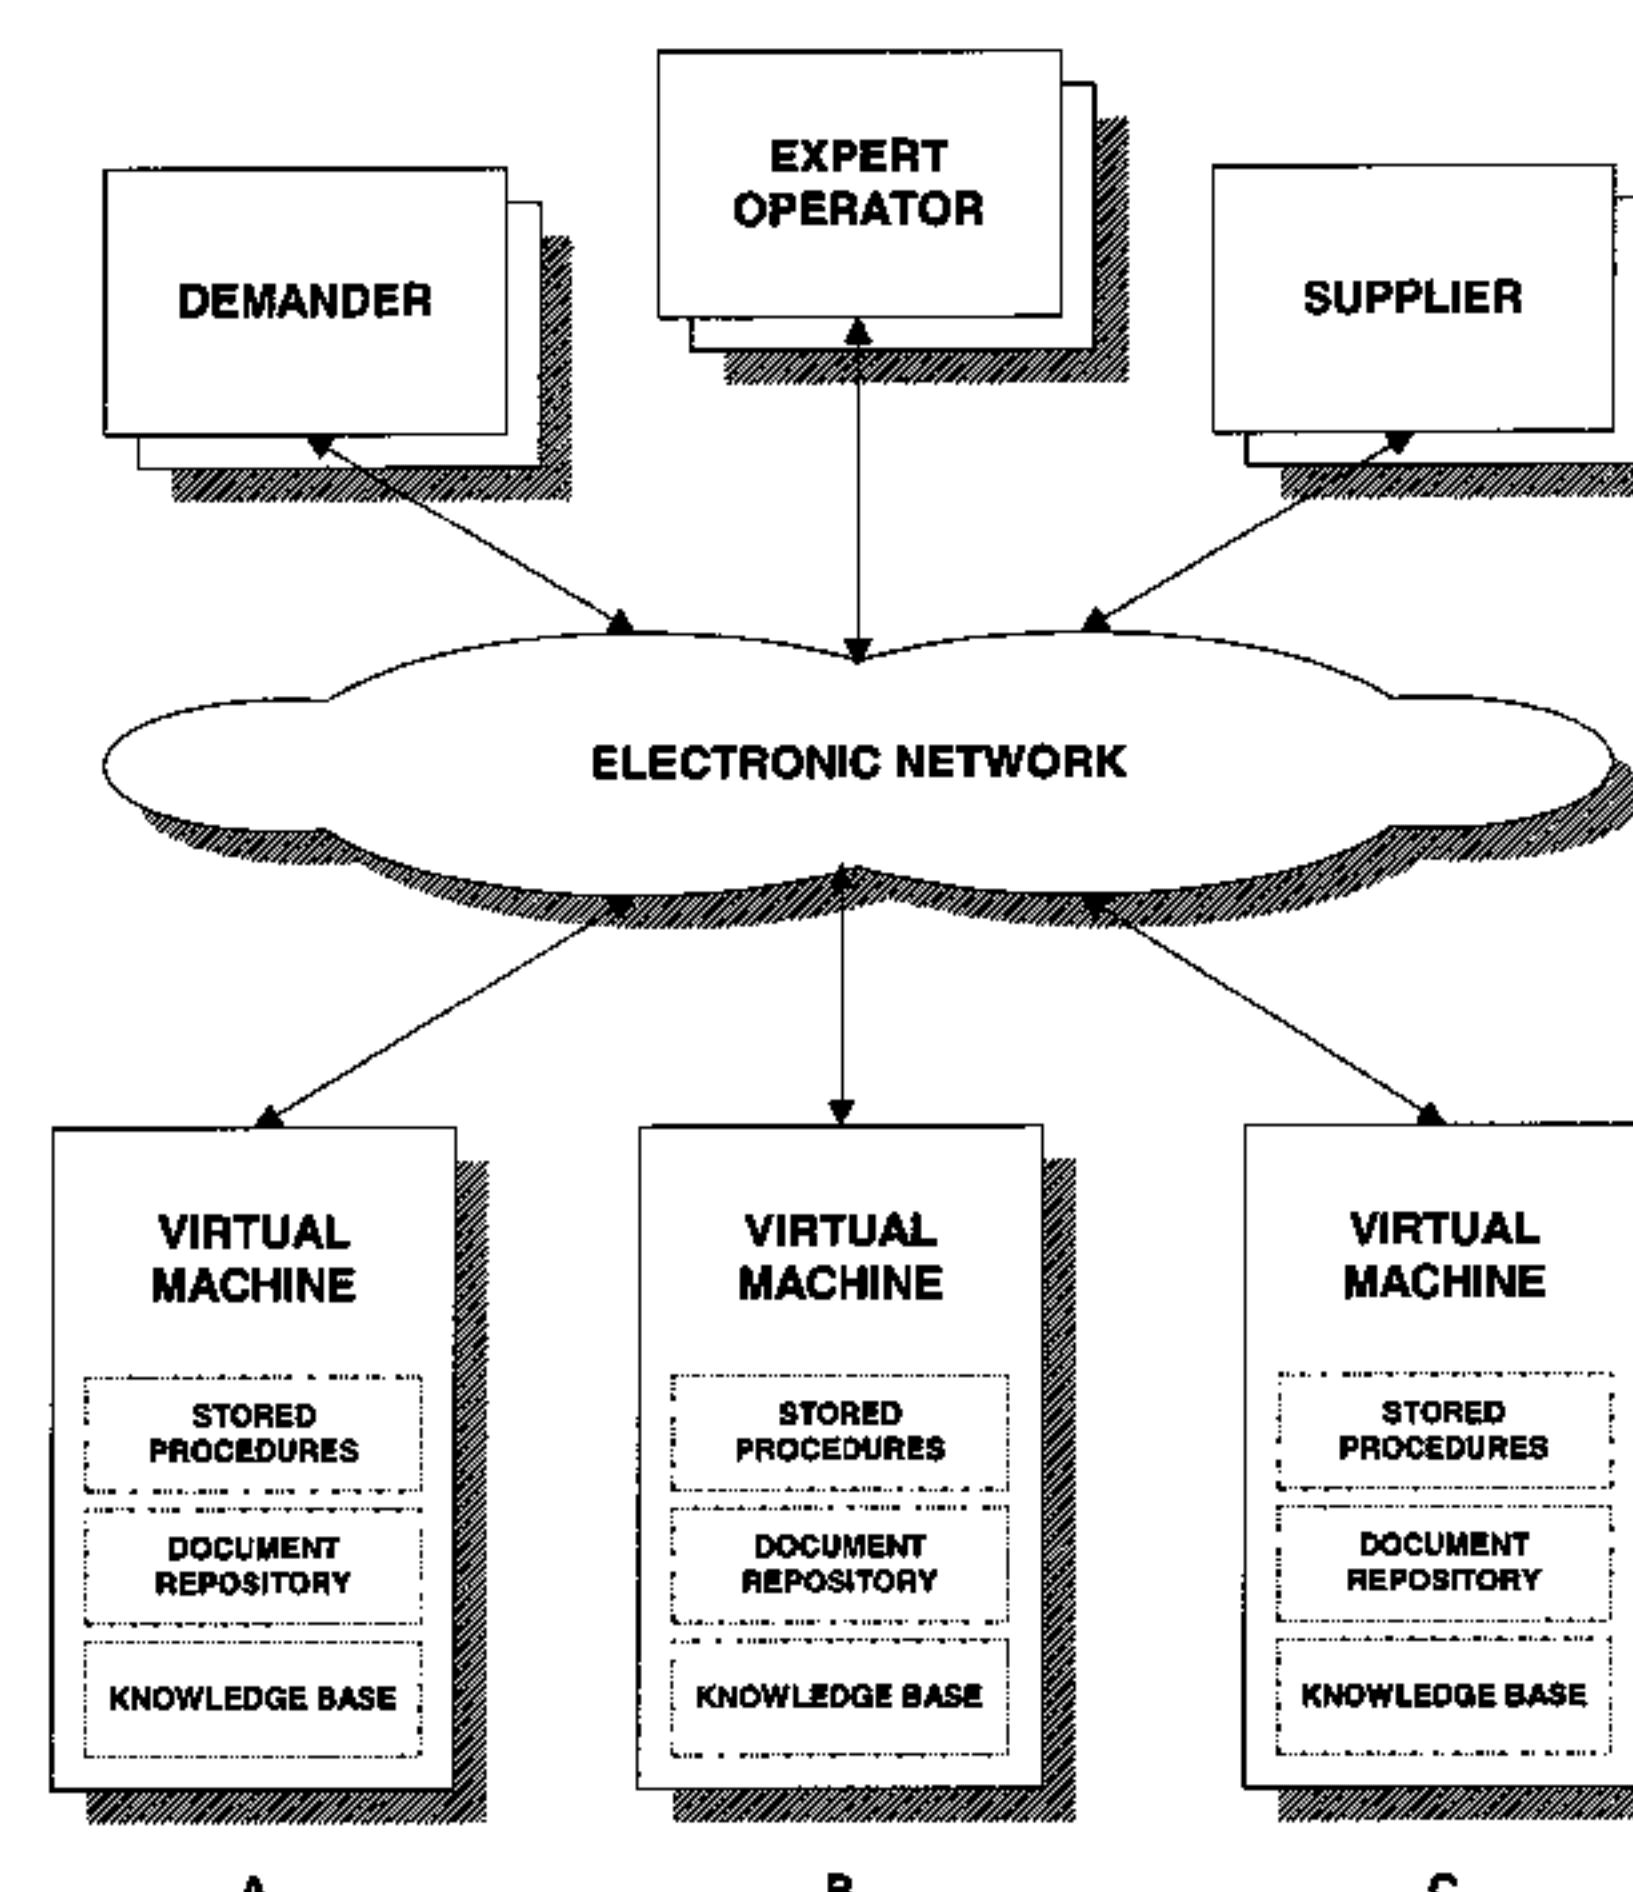 EXPERT
OPERATOR
DEMANDER
SUPPLIER
ELECTRONIC NETWORK
VIRTUAL
MACHINE
STORED
PROCEDURES
DOCUMENT
REPOSITORY
KNOWLEDGE BASE
VIRTUAL
MACHINE
STORED
PROCEDURES
DOCUMENT
REPOSITORY
KNOWLEDGE BASE
VIRTUAL
MACHINE
STORED
PROCEDURES
DOCUMENT
REPOSITORY
KNOWLEDGE BASE
A
B
C